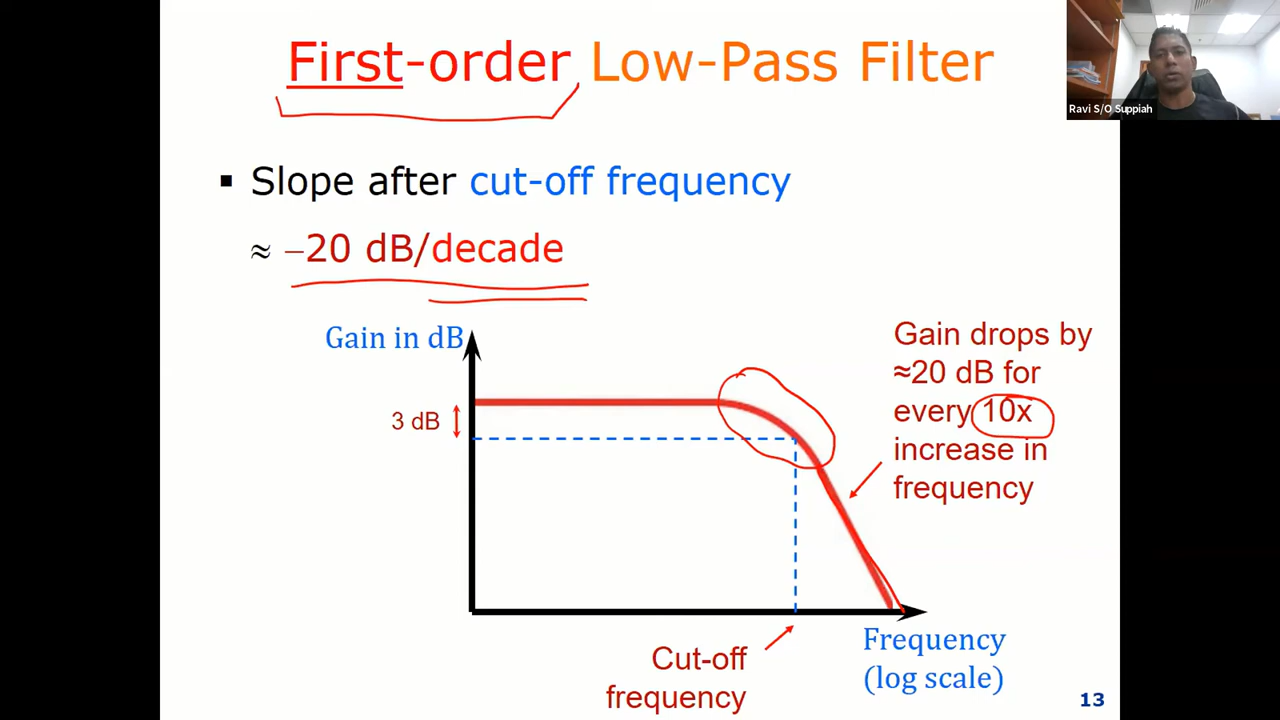 First-order Low-Pass Filter
Ravi S/O Suppiah
▪ Slope after cut-off frequency
≈ –20 dB/decade
Gain in dB
3 dB
Gain drops by
≈20 dB for
every 10x
increase in
frequency
Cut-off
frequency
Frequency
(log scale)
13